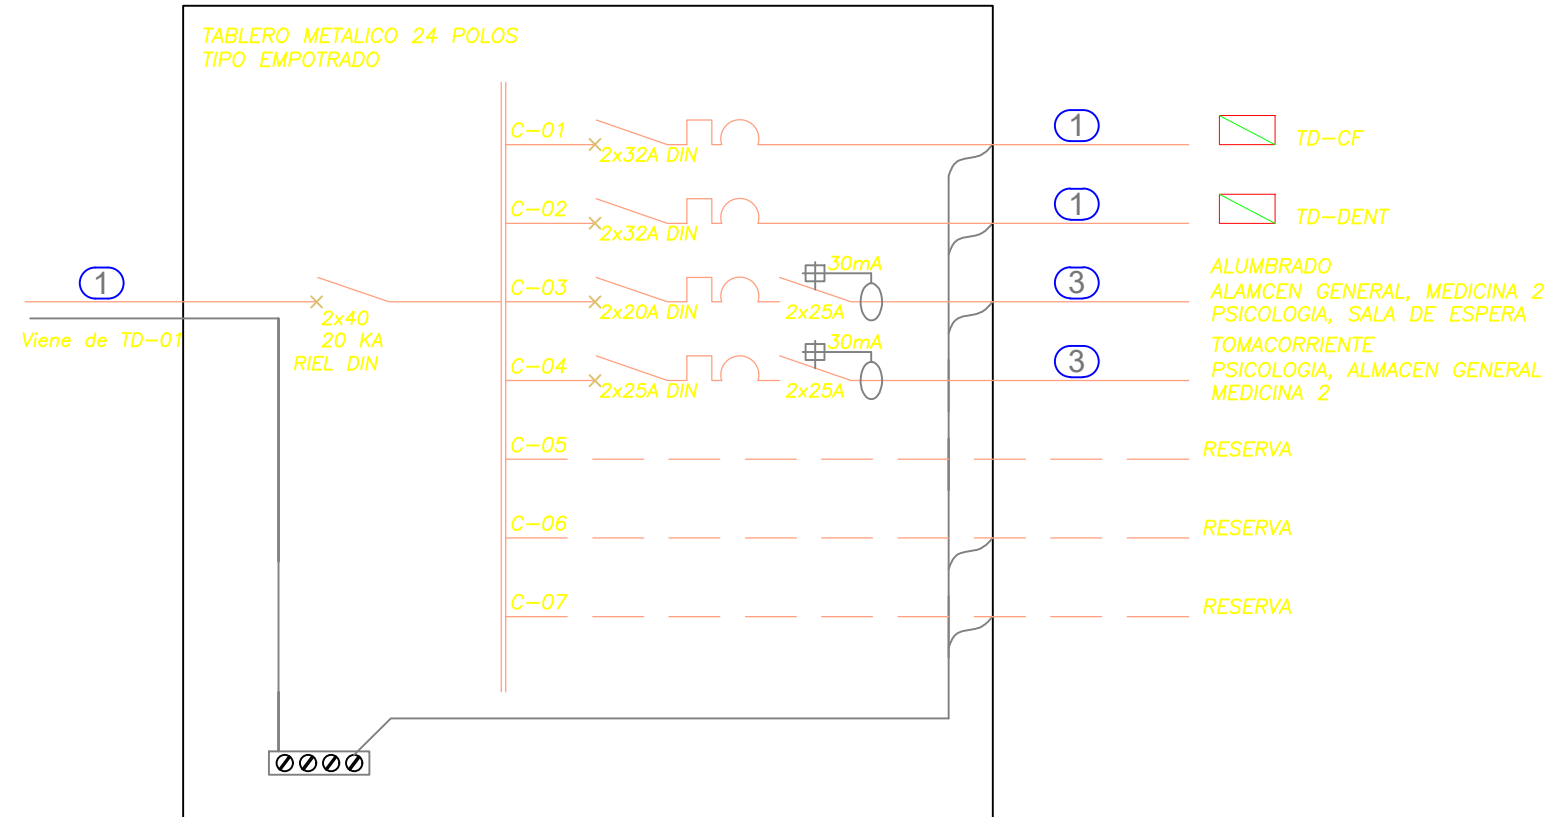 TABLERO METALICO 24 POLOS
TIPO EMPOTRADO
C-01
2x32A DIN
1
TD-CF
C-02
2x32A DIN
1
TD-DENT
1
Viene de TD-01
2x40
20 KA
RIEL DIN
C-03
2x20A DIN
30mA
2x25A
3
ALUMBRADO
ALAMCEN GENERAL, MEDICINA 2
PSICOLOGIA, SALA DE ESPERA
C-04
2x25A DIN
30mA
2x25A
3
TOMACORRIENTE
PSICOLOGIA, ALMACEN GENERAL
MEDICINA 2
C-05
RESERVA
C-06
RESERVA
C-07
RESERVA